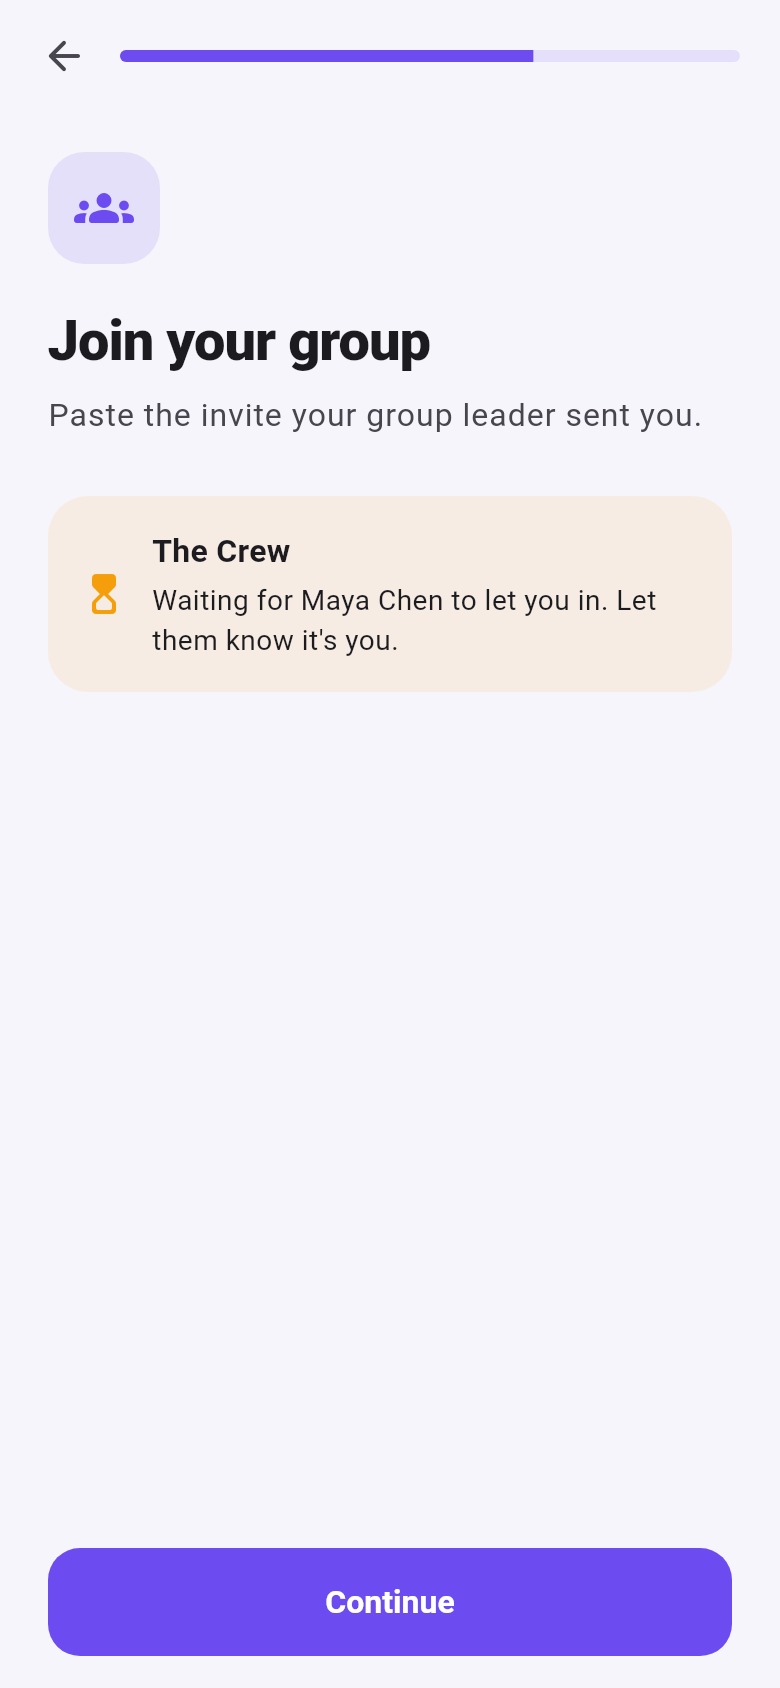 Join your group
Paste the invite your group leader sent you.
The Crew
Waiting for Maya Chen to let you in. Let
them know it's you.
Continue